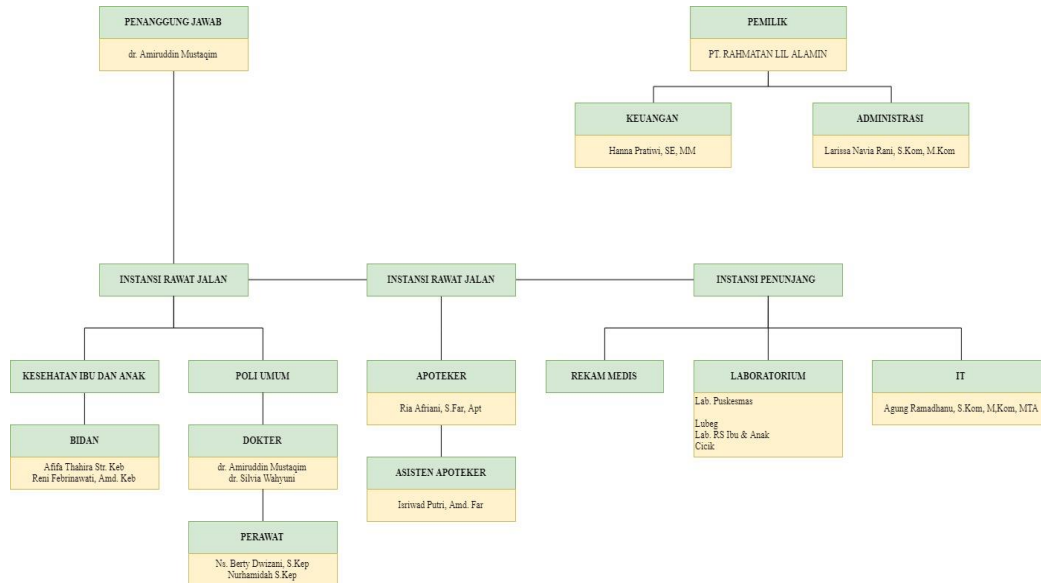 PENANGGUNG JAWAB
dr. Amiruddin Mustaqim
PEMILIK
PT. RAHMATAN LIL ALAMIN
KEUANGAN
Hanna Pratiwi, SE, MM
ADMINISTRASI
Larissa Navia Rani, S.Kom, M.Kom
INSTANSI RAWAT JALAN
INSTANSI RAWAT JALAN
INSTANSI PENUNJANG
KESEHATAN IBU DAN ANAK
POLI UMUM
APOTEKER
Ria Afriani, S.Far, Apt
REKAM MEDIS
LABORATORIUM
Lab. Puskesmas
Lubeg
Lab. RS Ibu & Anak
Cicik
IT
Agung Ramadhanu, S.Kom, M,Kom, MTA
BIDAN
Afifa Thahira Str. Keb
Reni Febrinawati, Amd. Keb
DOKTER
dr. Amiruddin Mustaqim
dr. Silvia Wahyuni
ASISTEN APOTEKER
Isriwad Putri, Amd. Far
PERAWAT
Ns. Berty Dwizani, S.Kep
Nurhamidah S.Kep